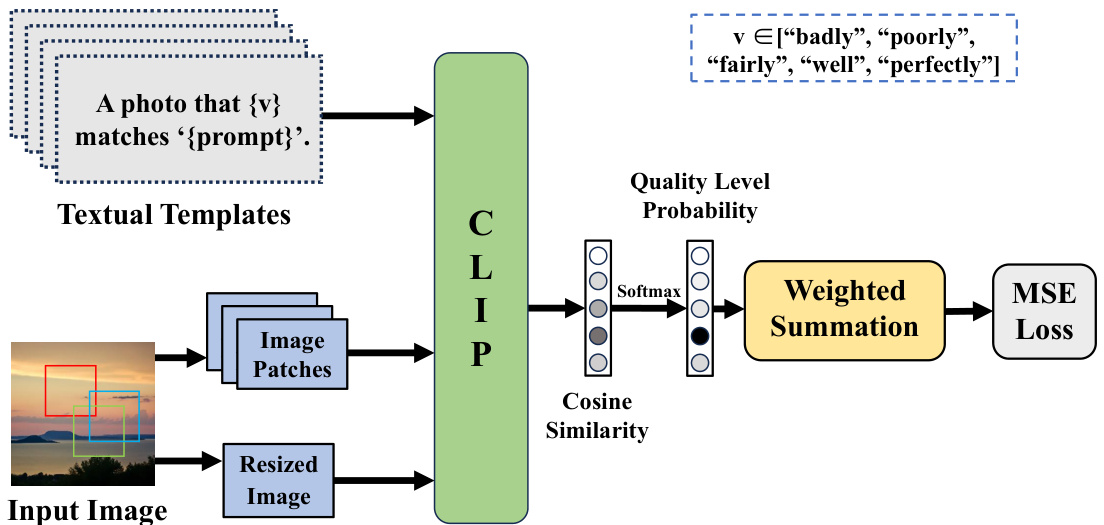 A photo that {v}
matches ‘{prompt}’.
Textual Templates
v ∈[“badly”, “poorly”,
“fairly”, “well”, “perfectly”]
C
L
I
P
Image
Patches
Resized
Image
Input Image
Cosine
Similarity
Softmax
Quality Level
Probability
Weighted
Summation
MSE
Loss